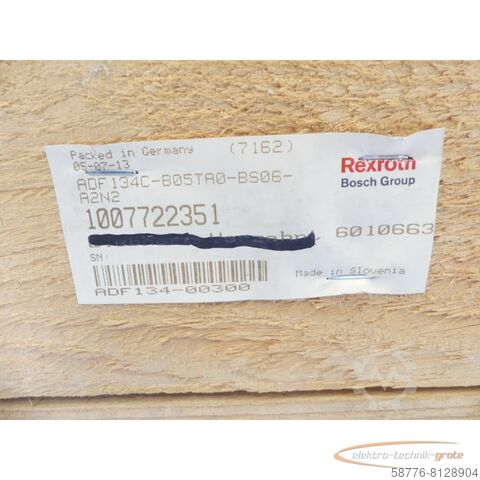 Packed in Germany (7162)
05-07-13
Rexroth
Bosch Group
ADF134C-B05TA0-BS06-
A2N2
1007722351
6010663
SN:
Made in Slovenia
ADF134-00300
elektro-technik-grote
58776-8128904